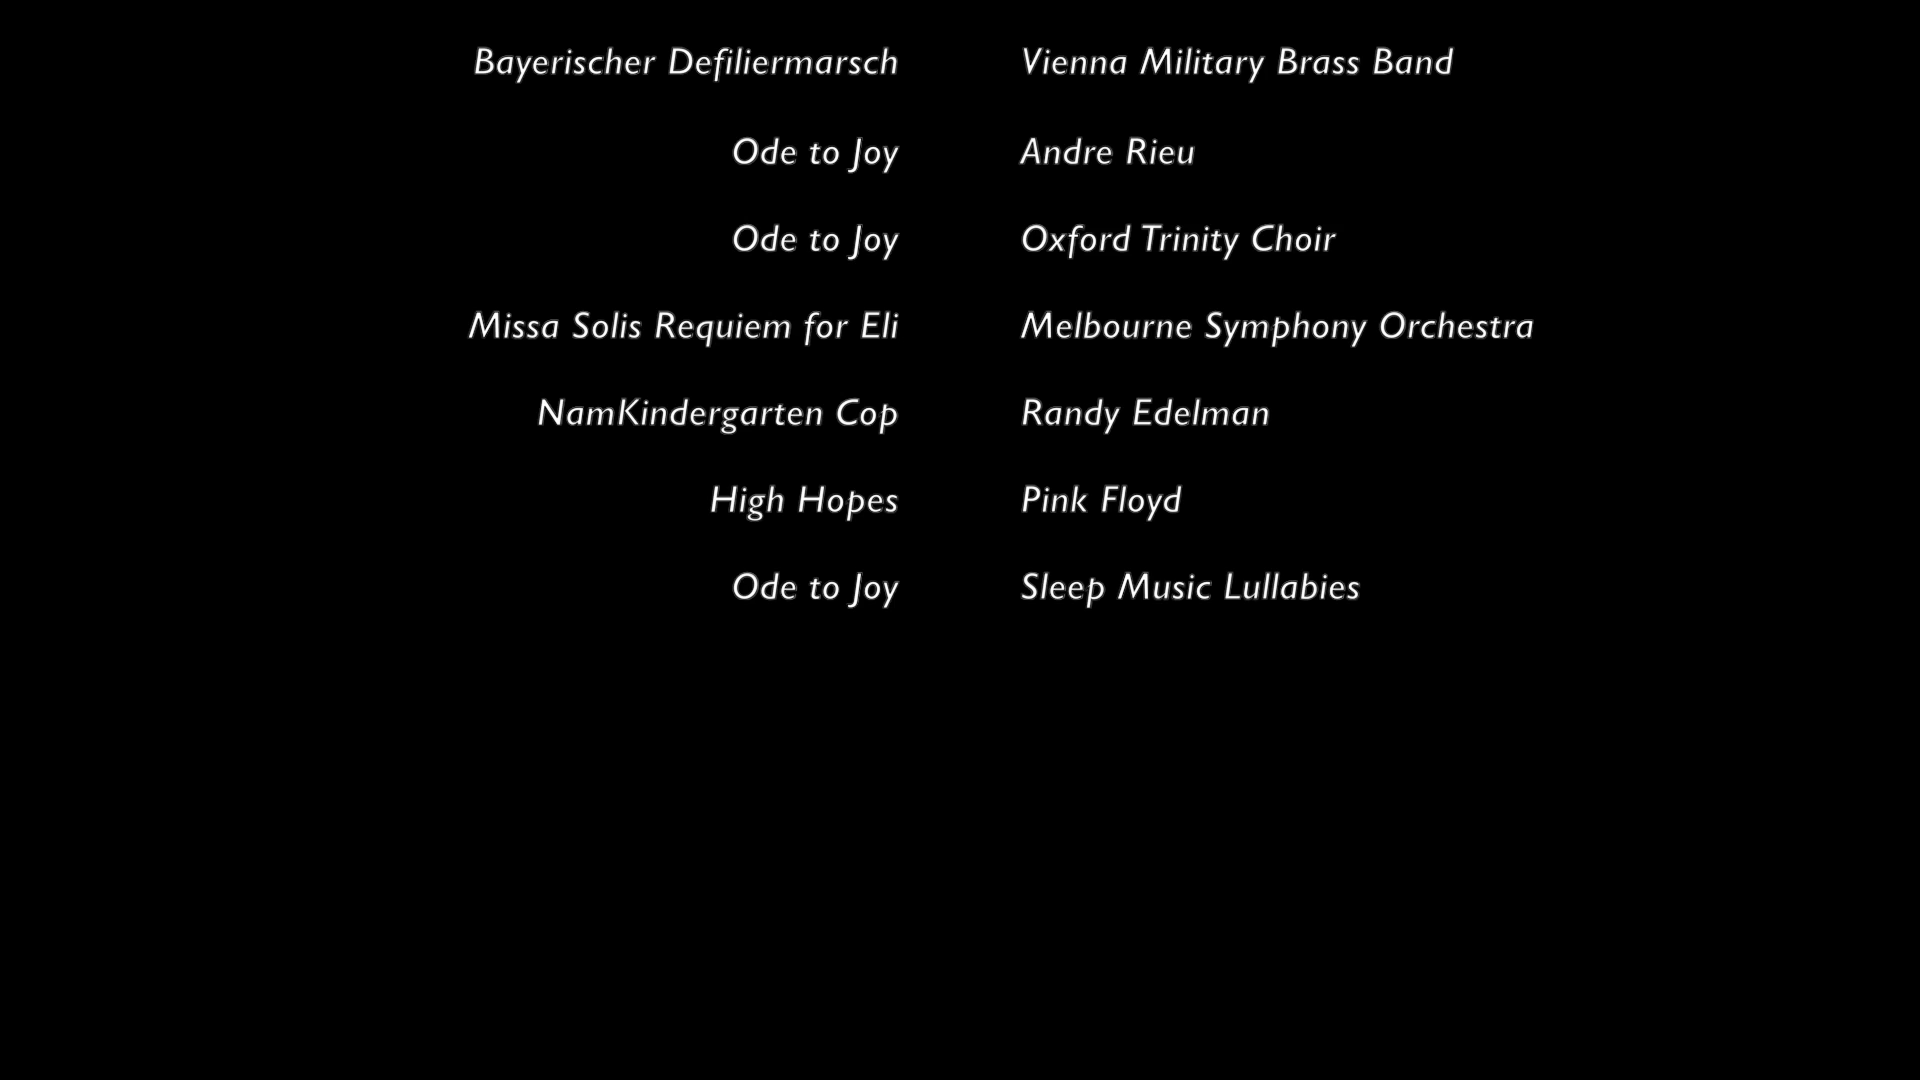 Bayerischer Defiliermarsch Vienna Military Brass Band
Ode to Joy Andre Rieu
Ode to Joy Oxford Trinity Choir
Missa Solis Requiem for Eli Melbourne Symphony Orchestra
NamKindergarten Cop Randy Edelman
High Hopes Pink Floyd
Ode to Joy Sleep Music Lullabies